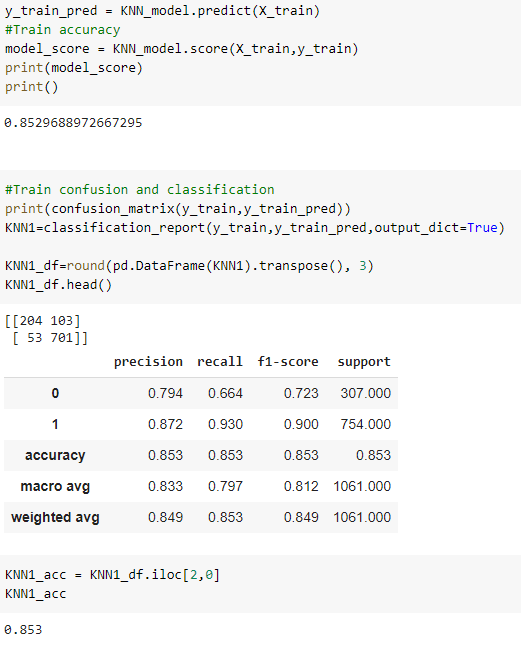 y_train_pred = KNN_model.predict(X_train)
#Train accuracy
model_score = KNN_model.score(X_train,y_train)
print(model_score)
print()
0.8529688972667295
#Train confusion and classification
print(confusion_matrix(y_train,y_train_pred))
KNN1=classification_report(y_train,y_train_pred,output_dict=True)
KNN1_df=round(pd.DataFrame(KNN1).transpose(), 3)
KNN1_df.head()
[[204 103]
 [ 53 701]]
precision recall f1-score support
0 0.794 0.664 0.723 307.000
1 0.872 0.930 0.900 754.000
accuracy 0.853 0.853 0.853 0.853
macro avg 0.833 0.797 0.812 1061.000
weighted avg 0.849 0.853 0.849 1061.000
KNN1_acc = KNN1_df.iloc[2,0]
KNN1_acc
0.853